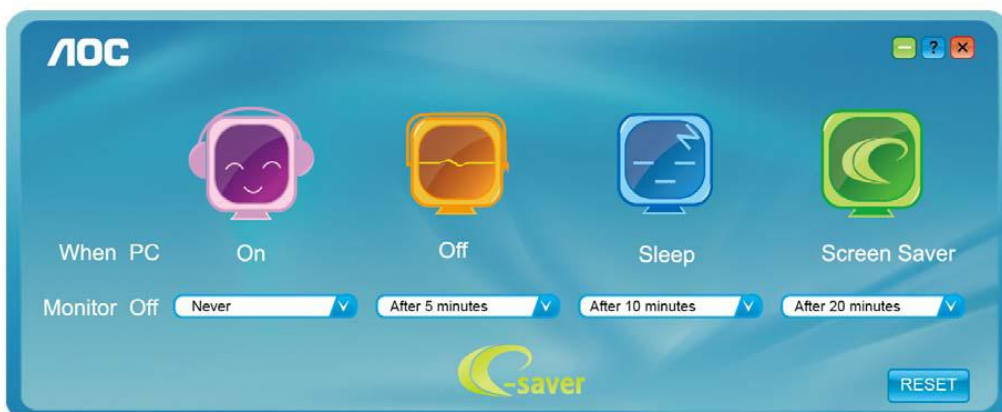 AOC
?
When PC On Off Sleep Screen Saver
Monitor Off Never After 5 minutes After 10 minutes After 20 minutes
e-saver
RESET